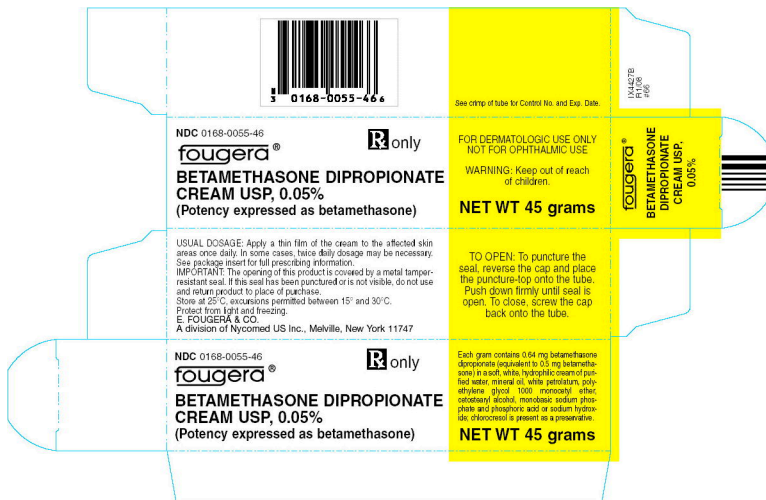 3 0168-0055-46 6
See crimp of tube for Control No. and Exp. Date.
IX4427B
R1/08
#66
NDC 0168-0055-46
Rx only
fougera®
BETAMETHASONE DIPROPIONATE
CREAM USP, 0.05%
(Potency expressed as betamethasone)
FOR DERMATOLOGIC USE ONLY
NOT FOR OPHTHALMIC USE
WARNING: Keep out of reach
of children.
NET WT 45 grams
fougera®
BETAMETHASONE
DIPROPIONATE
CREAM USP,
0.05%
USUAL DOSAGE: Apply a thin film of the cream to the affected skin
areas once daily. In some cases, twice daily dosage may be necessary.
See package insert for full prescribing information.
IMPORTANT: The opening of this product is covered by a metal tamper-
resistant seal. If this seal has been punctured or is not visible, do not use
and return product to place of purchase.
Store at 25°C, excursions permitted between 15° and 30°C.
Protect from light and freezing.
E. FOUGERA & CO.
A division of Nycomed US Inc., Melville, New York 11747
TO OPEN: To puncture the
seal, reverse the cap and place
the puncture-top onto the tube.
Push down firmly until seal is
open. To close, screw the cap
back onto the tube.
NDC 0168-0055-46
Rx only
fougera®
BETAMETHASONE DIPROPIONATE
CREAM USP, 0.05%
(Potency expressed as betamethasone)
Each gram contains 0.64 mg betamethasone
dipropionate (equivalent to 0.5 mg betametha-
sone) in a soft, white, hydrophilic cream of puri-
fied water, mineral oil, white petrolatum, poly-
ethylene glycol 1000 monocetyl ether,
cetostearyl alcohol, monobasic sodium phos-
phate and phosphoric acid or sodium hydrox-
ide; chlorocresol is present as a preservative.
NET WT 45 grams